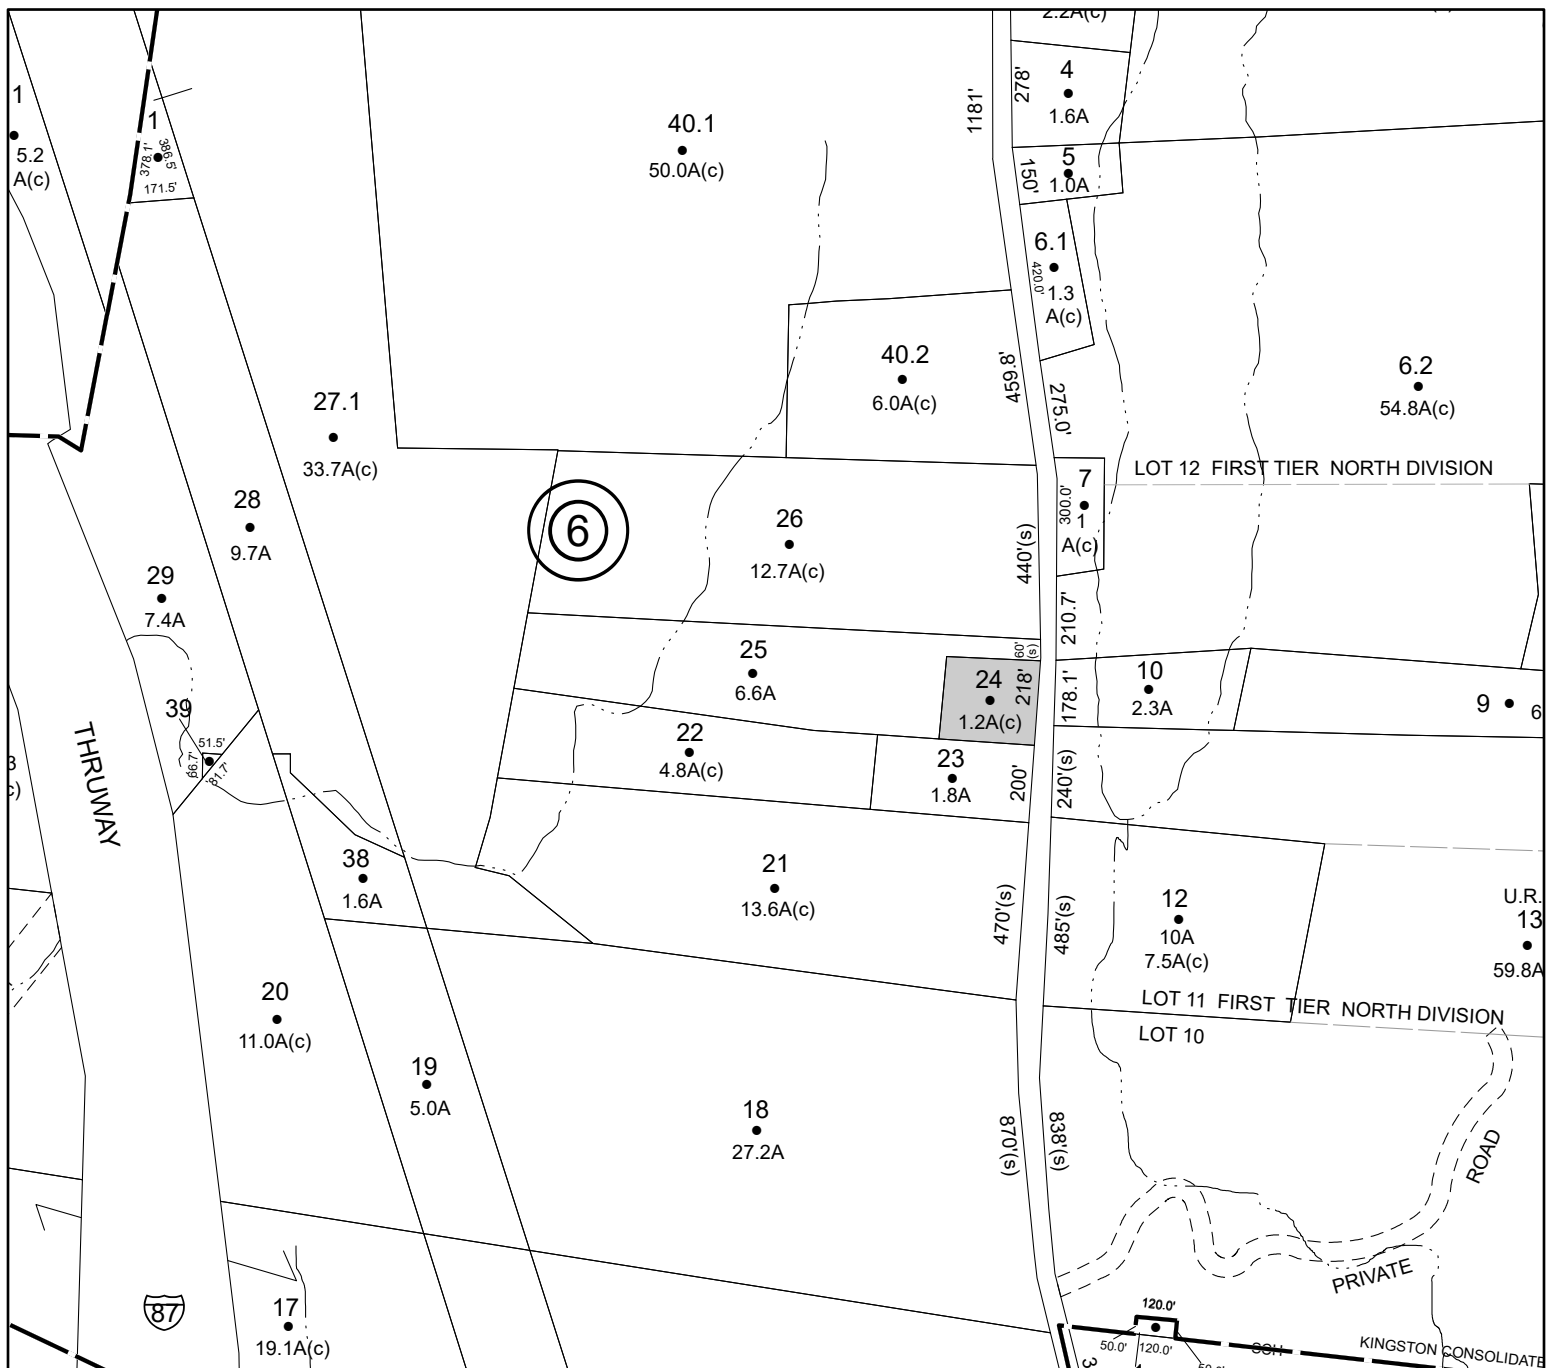 2.2A(c)
4
278'
1.6A
1181'
1
5.2
A(c)
1
378.1'
386.5'
171.5'
40.1
50.0A(c)
5
150'
1.0A
6.1
420.0'
1.3
A(c)
40.2
6.0A(c)
459.8'
275.0'
6.2
54.8A(c)
27.1
33.7A(c)
LOT 12 FIRST TIER NORTH DIVISION
7
300.0'
1
A(c)
28
9.7A
6
26
12.7A(c)
440'(s)
29
7.4A
210.7'
60'
(s)
25
6.6A
24
218'
1.2A(c)
178.1'
10
2.3A
9
6
39
51.5'
66.7'
81.7'
THRUWAY
22
4.8A(c)
23
1.8A
200'
240'(s)
3
c)
38
1.6A
21
13.6A(c)
470'(s)
485'(s)
12
10A
7.5A(c)
U.R.
13
59.8A
LOT 11 FIRST TIER NORTH DIVISION
LOT 10
20
11.0A(c)
19
5.0A
18
27.2A
870'(s)
838'(s)
ROAD
PRIVATE
87
17
19.1A(c)
120.0'
50.0'
120.0'
SCH
KINGSTON CONSOLIDATE
3